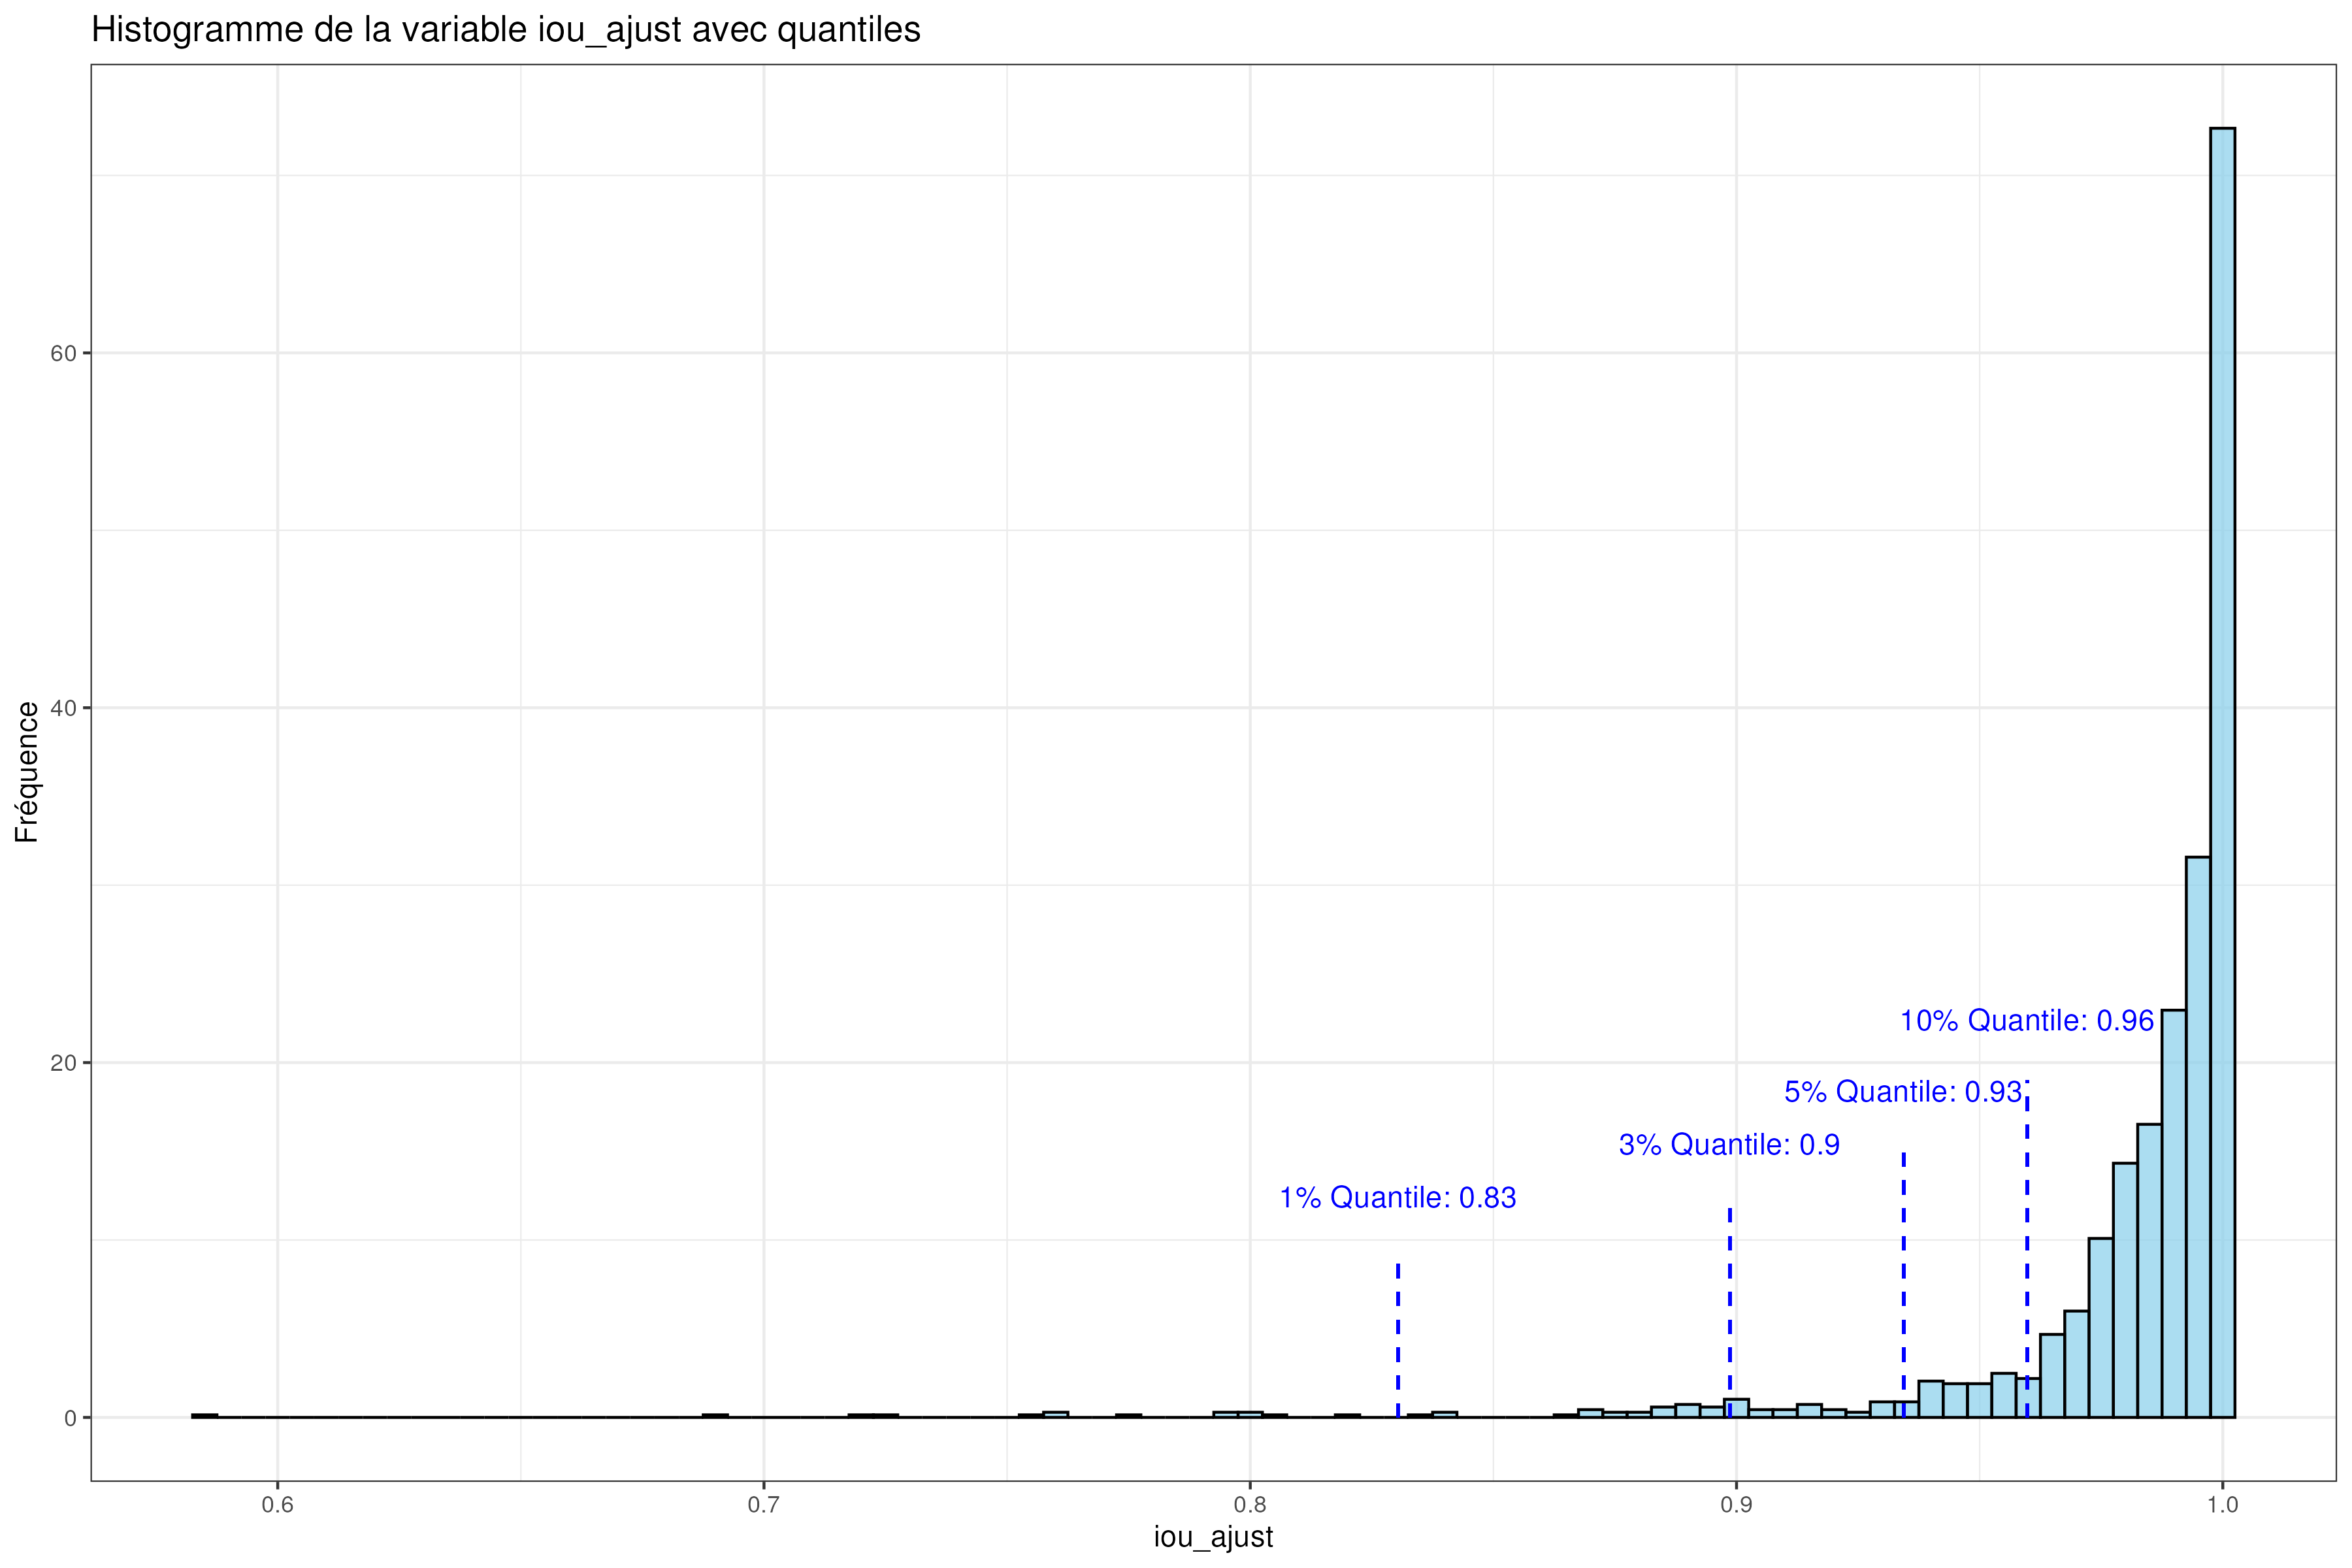 Histogramme de la variable iou_ajust avec quantiles
Fréquence
60
40
20
0
10% Quantile: 0.96
5% Quantile: 0.93
3% Quantile: 0.9
1% Quantile: 0.83
0.6 0.7 0.8 0.9 1.0
iou_ajust